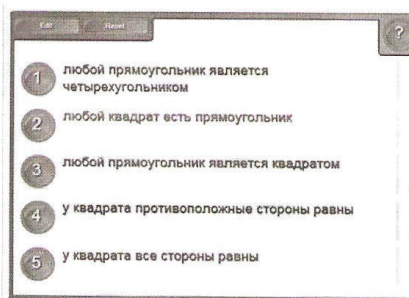 Edit Reset ?
1 любой прямоугольник является
четырехугольником
2 любой квадрат есть прямоугольник
3 любой прямоугольник является квадратом
4 у квадрата противоположные стороны равны
5 у квадрата все стороны равны